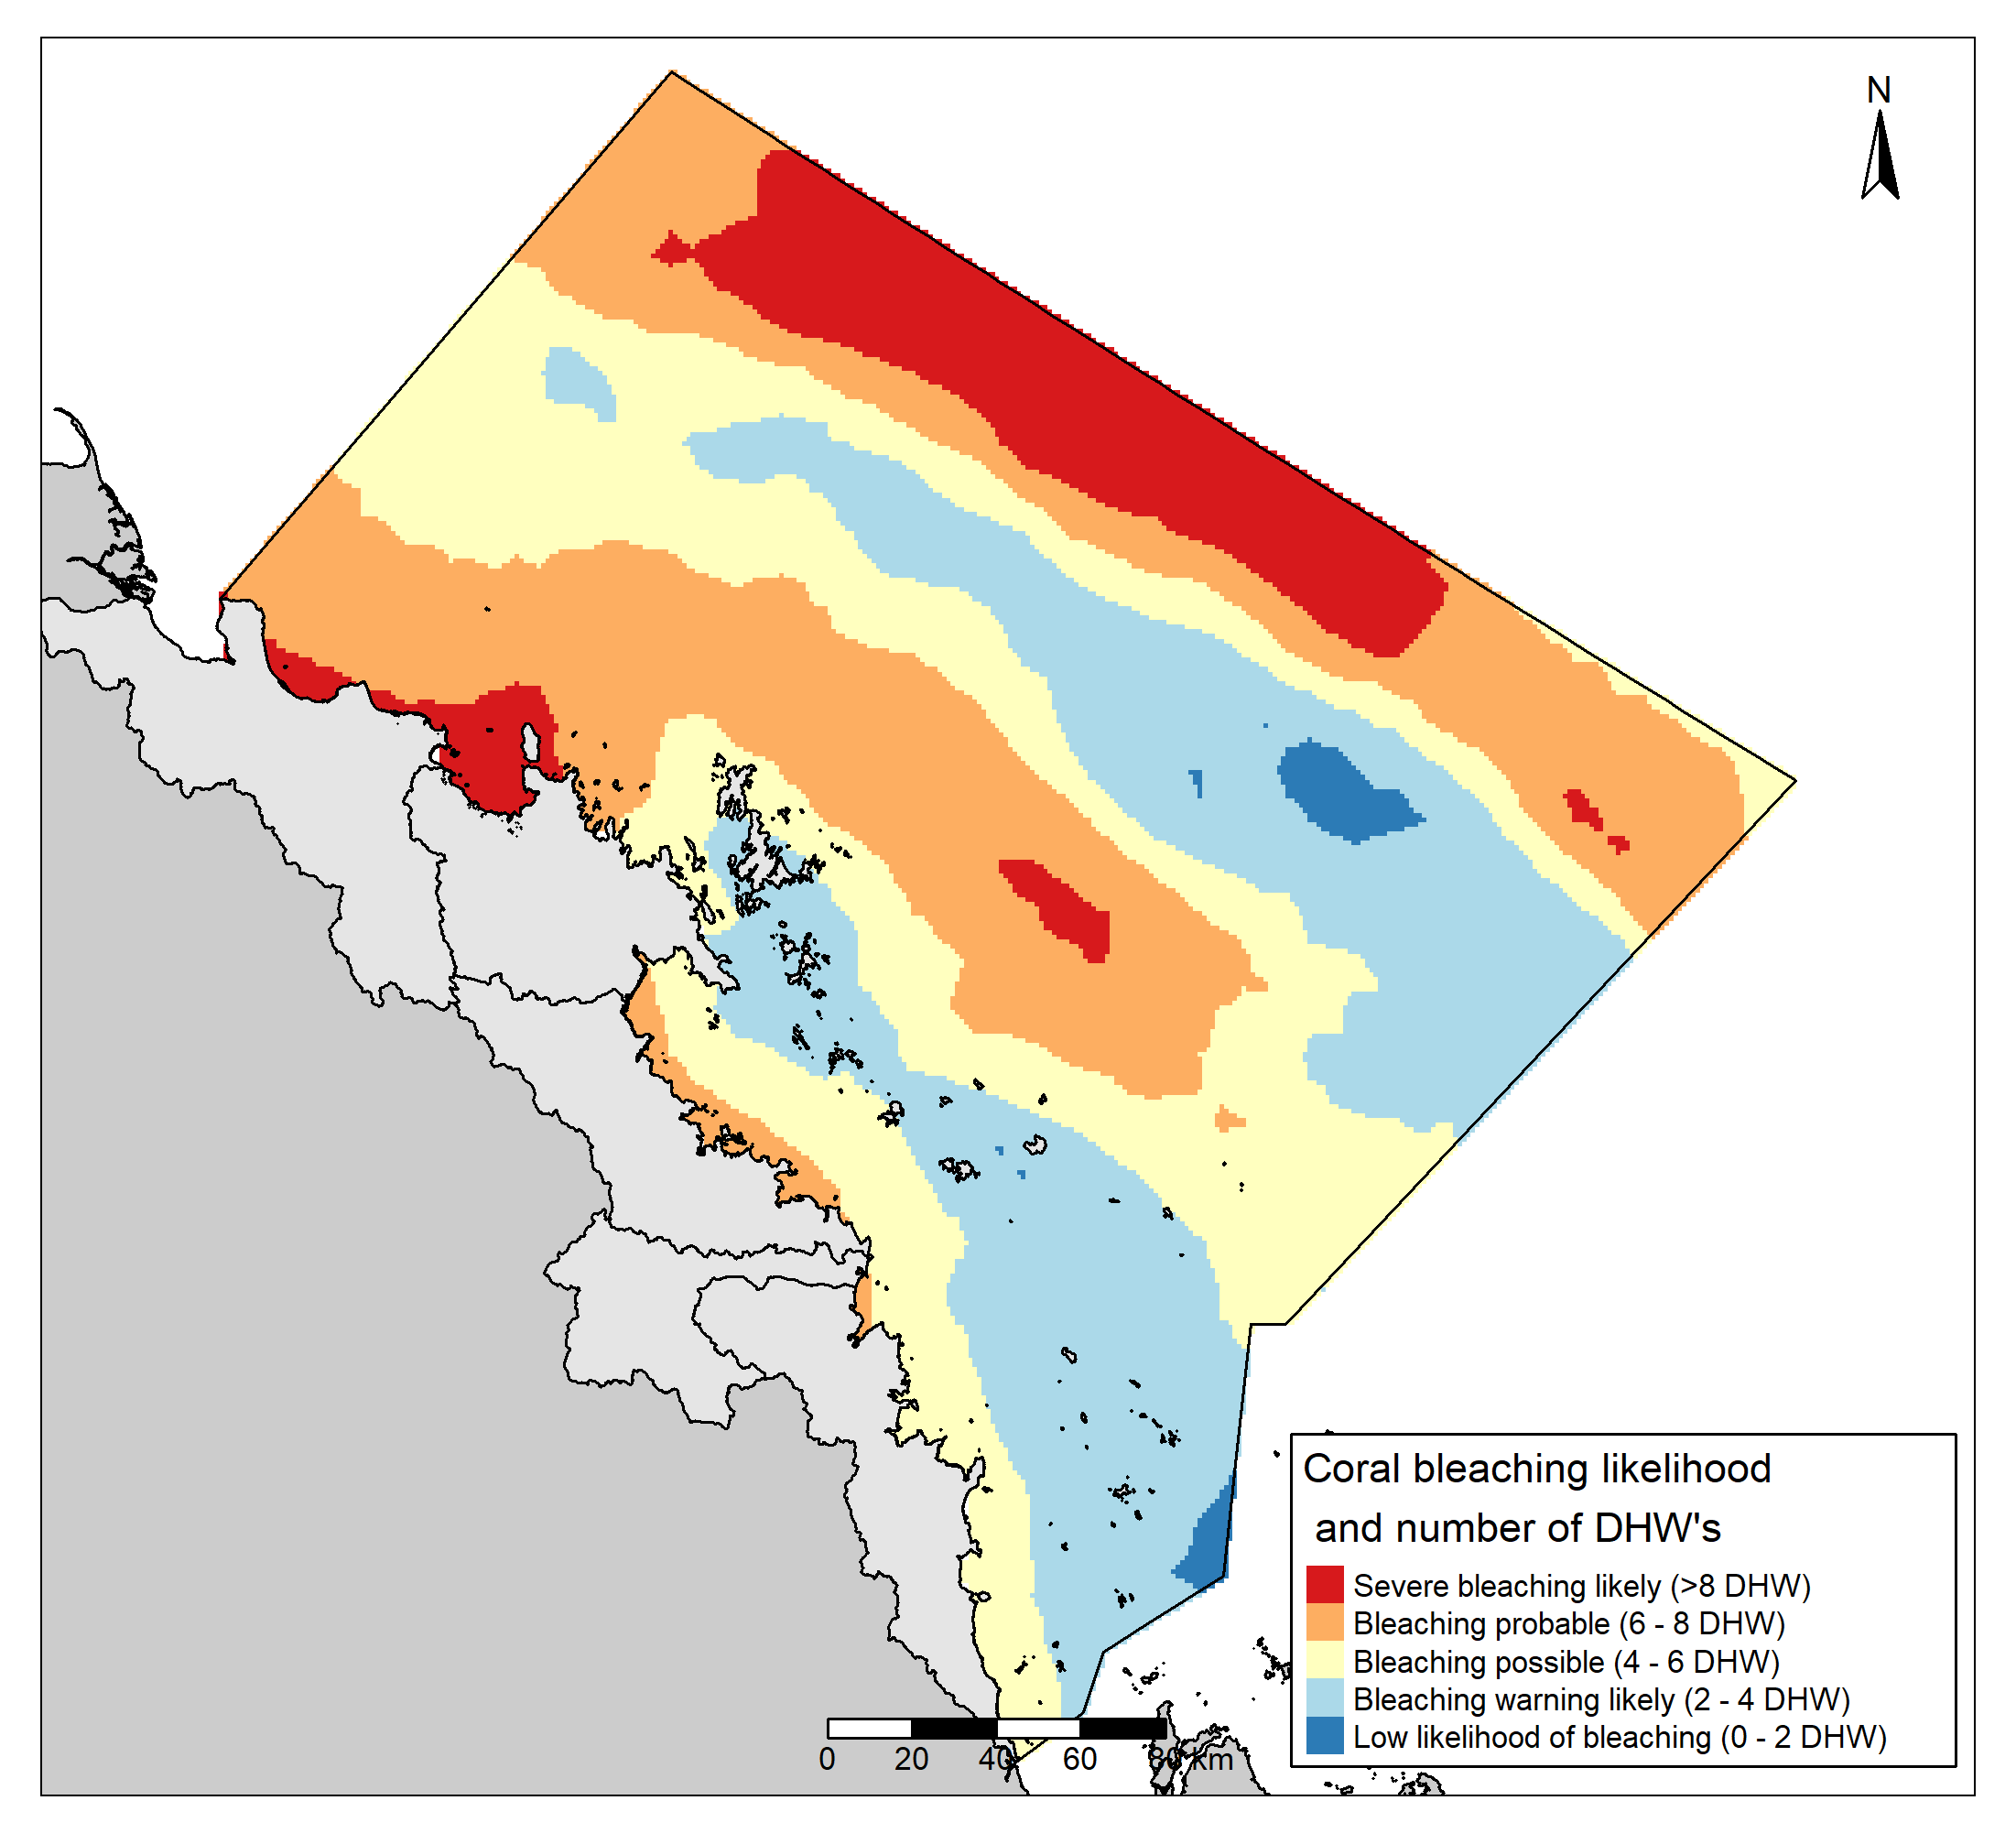 N
Coral bleaching likelihood
and number of DHW's
Severe bleaching likely (>8 DHW)
Bleaching probable (6 - 8 DHW)
Bleaching possible (4 - 6 DHW)
Bleaching warning likely (2 - 4 DHW)
Low likelihood of bleaching (0 - 2 DHW)
0 20 40 60 80 km